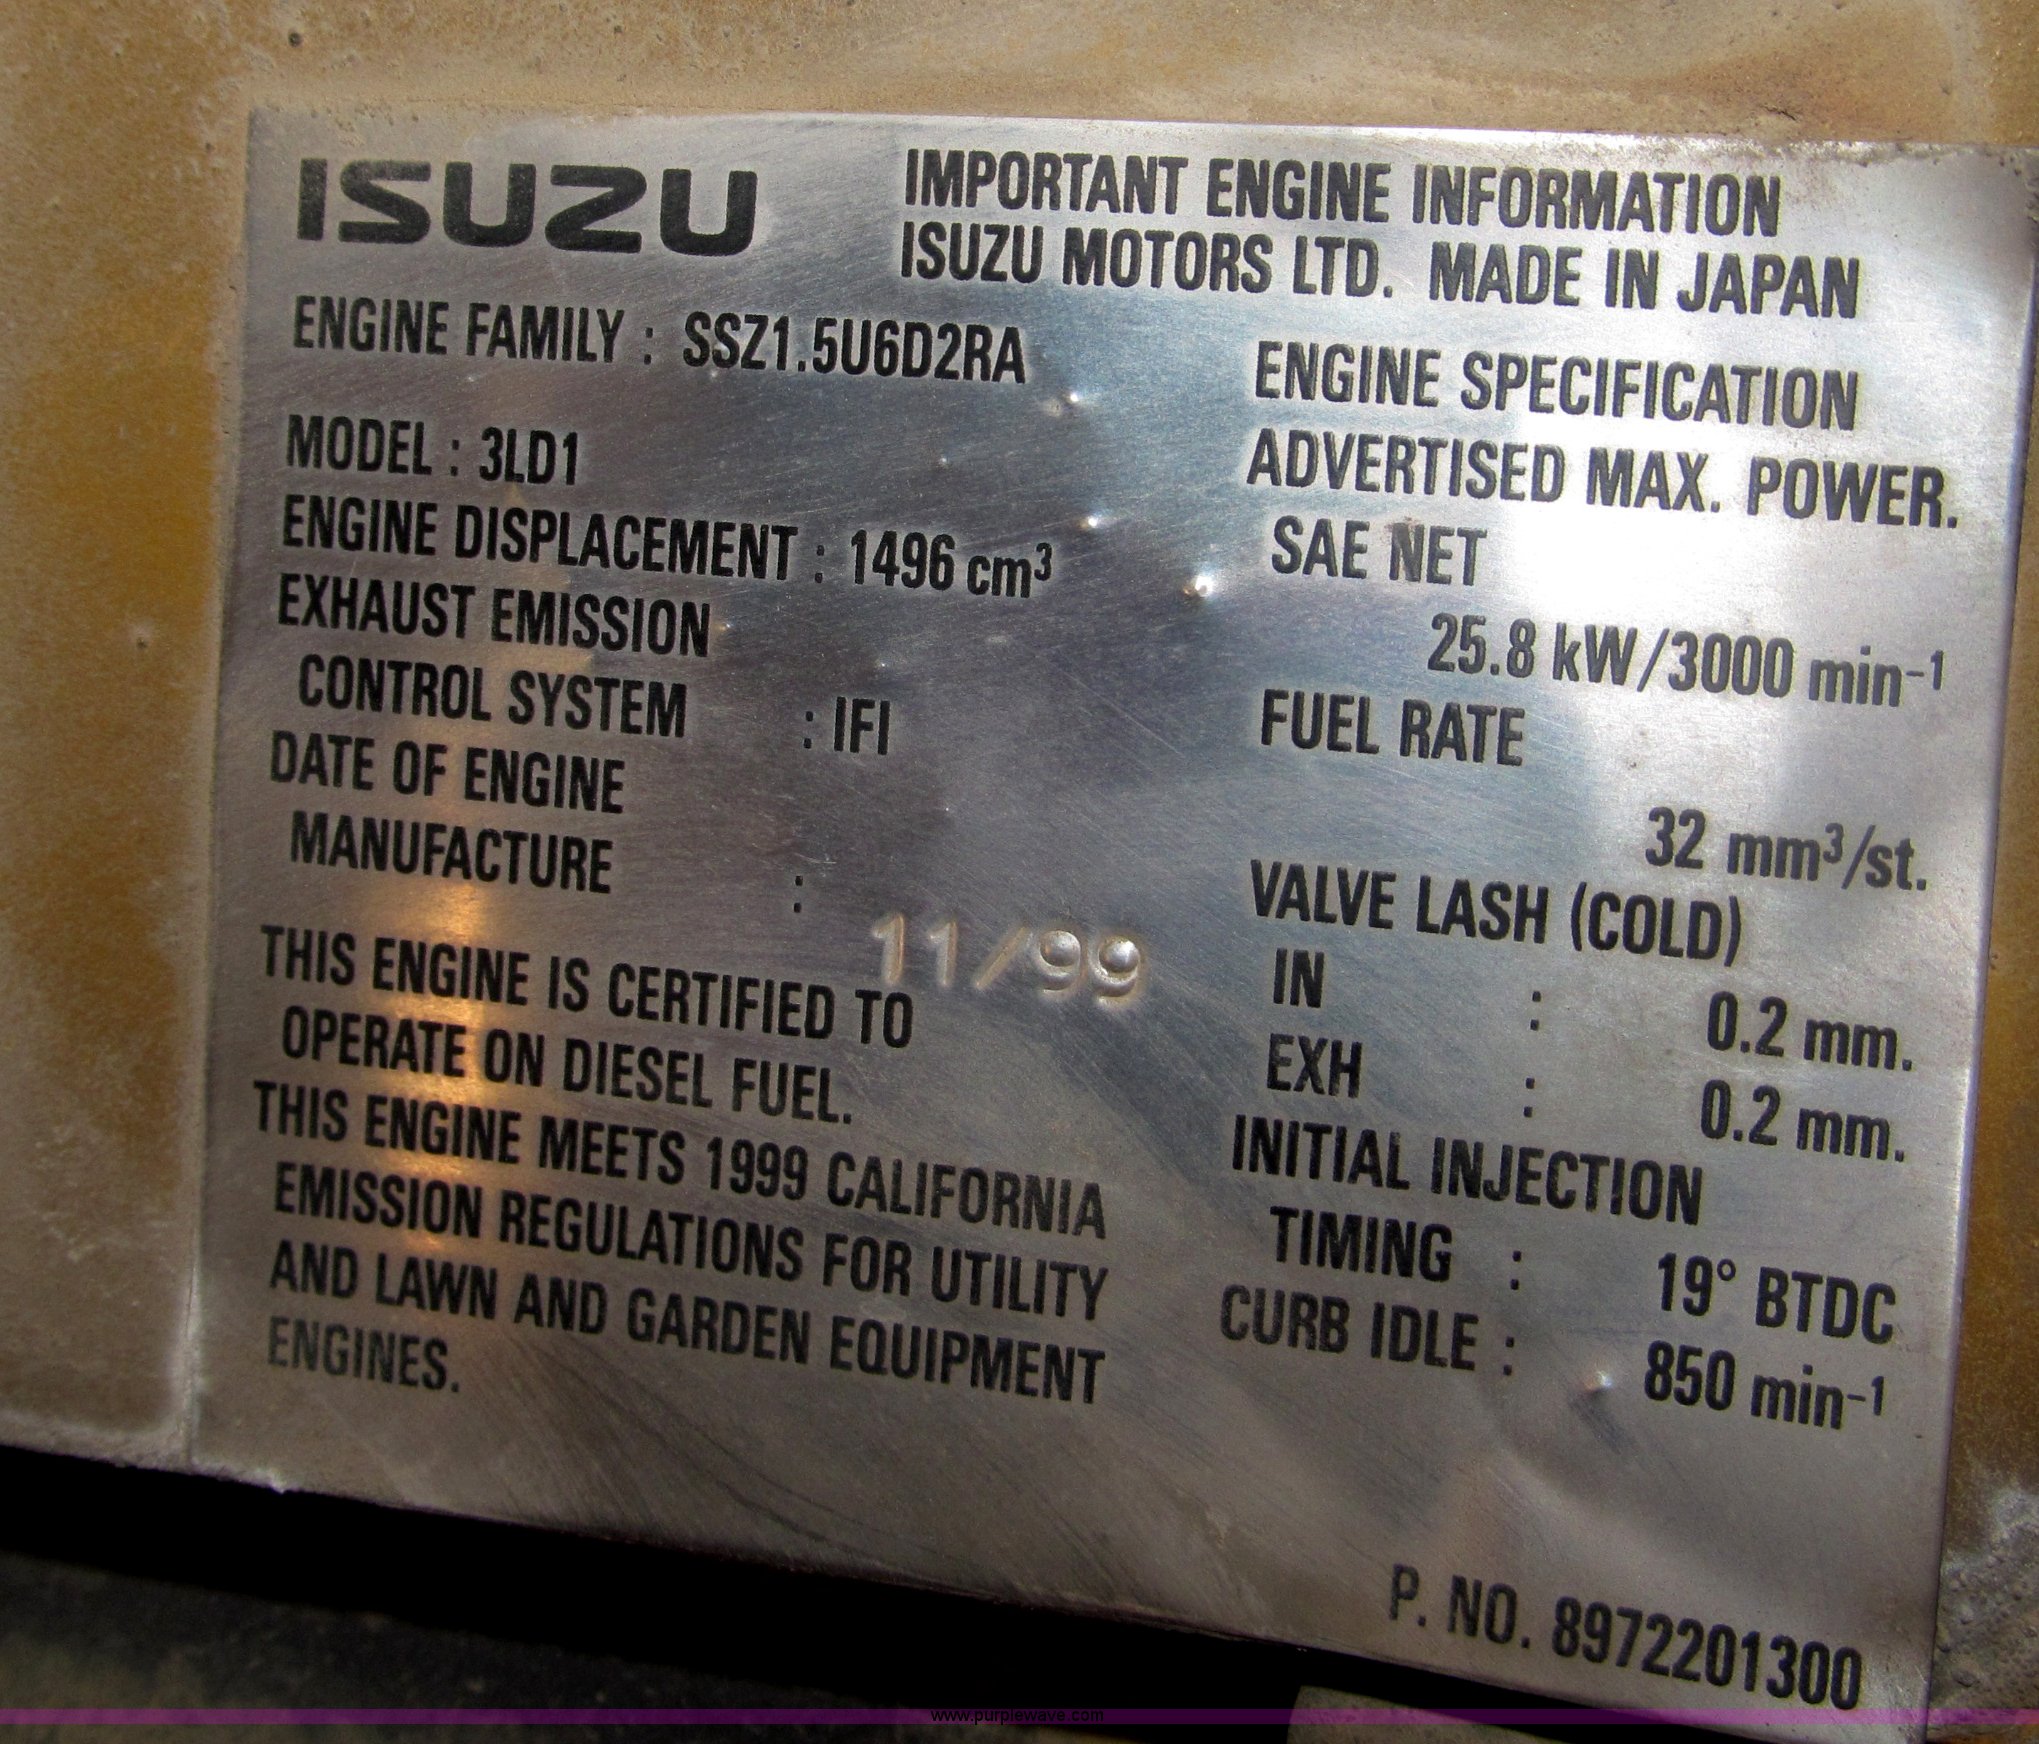 ISUZU
IMPORTANT ENGINE INFORMATION
ISUZU MOTORS LTD. MADE IN JAPAN
ENGINE FAMILY : SSZ1.5U6D2RA
MODEL : 3LD1
ENGINE DISPLACEMENT : 1496 cm³
EXHAUST EMISSION
CONTROL SYSTEM : IFI
DATE OF ENGINE
MANUFACTURE :
11/99
THIS ENGINE IS CERTIFIED TO
OPERATE ON DIESEL FUEL.
THIS ENGINE MEETS 1999 CALIFORNIA
EMISSION REGULATIONS FOR UTILITY
AND LAWN AND GARDEN EQUIPMENT
ENGINES.
ENGINE SPECIFICATION
ADVERTISED MAX. POWER.
SAE NET
25.8 kW/3000 min⁻¹
FUEL RATE
32 mm³/st.
VALVE LASH (COLD)
IN : 0.2 mm.
EXH : 0.2 mm.
INITIAL INJECTION
TIMING : 19° BTDC
CURB IDLE : 850 min⁻¹
P. NO. 8972201300
www.purplewave.com